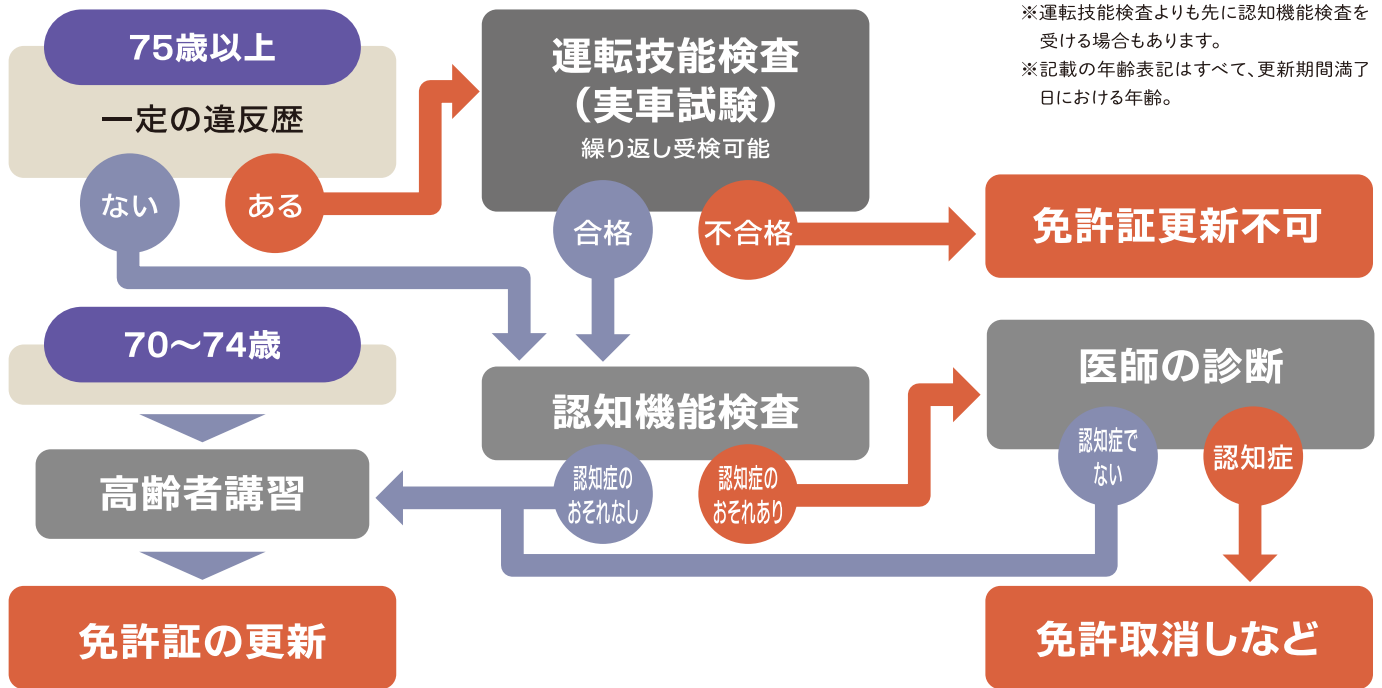 75歳以上
一定の違反歴
ない
ある
運転技能検査
（実車試験）
繰り返し受検可能
合格
不合格
※運転技能検査よりも先に認知機能検査を
受ける場合もあります。
※記載の年齢表記はすべて、更新期間満了
日における年齢。
免許証更新不可
70〜74歳
認知機能検査
認知症の
おそれなし
認知症の
おそれあり
医師の診断
認知症で
ない
認知症
高齢者講習
免許証の更新
免許取消しなど